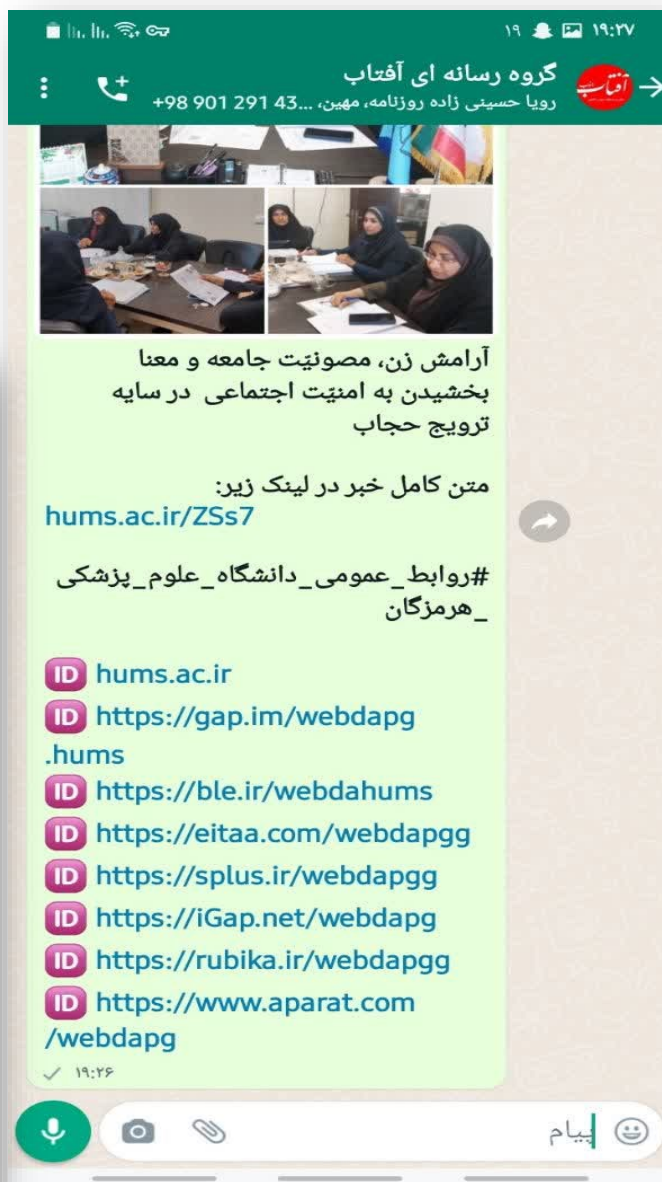 ۱۹ ۱۹:۲۷
گروه رسانه ای آفتاب
رویا حسینی زاده روزنامه، مهین، ...43 291 901 98+
آفتاب
آرامش زن، مصونیّت جامعه و معنا
بخشیدن به امنیّت اجتماعی در سایه
ترویج حجاب
متن کامل خبر در لینک زیر:
hums.ac.ir/ZSs7
#روابط_عمومی_دانشگاه_علوم_پزشکی
_هرمزگان
ID hums.ac.ir
ID https://gap.im/webdapg
.hums
ID https://ble.ir/webdahums
ID https://eitaa.com/webdapgg
ID https://splus.ir/webdapgg
ID https://iGap.net/webdapg
ID https://rubika.ir/webdapgg
ID https://www.aparat.com
/webdapg
۱۹:۲۶
پیام